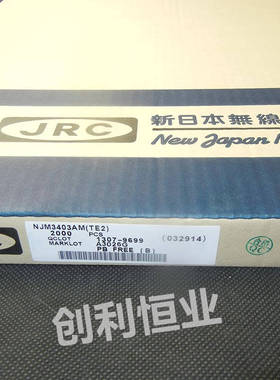 JRC
新日本無線
New Japan
NJM3403AM(TE2)
2000 PCS
QCLOT 1307-9699 (032914)
MARKLOT A3026G
PB FREE (B)
创利恒业